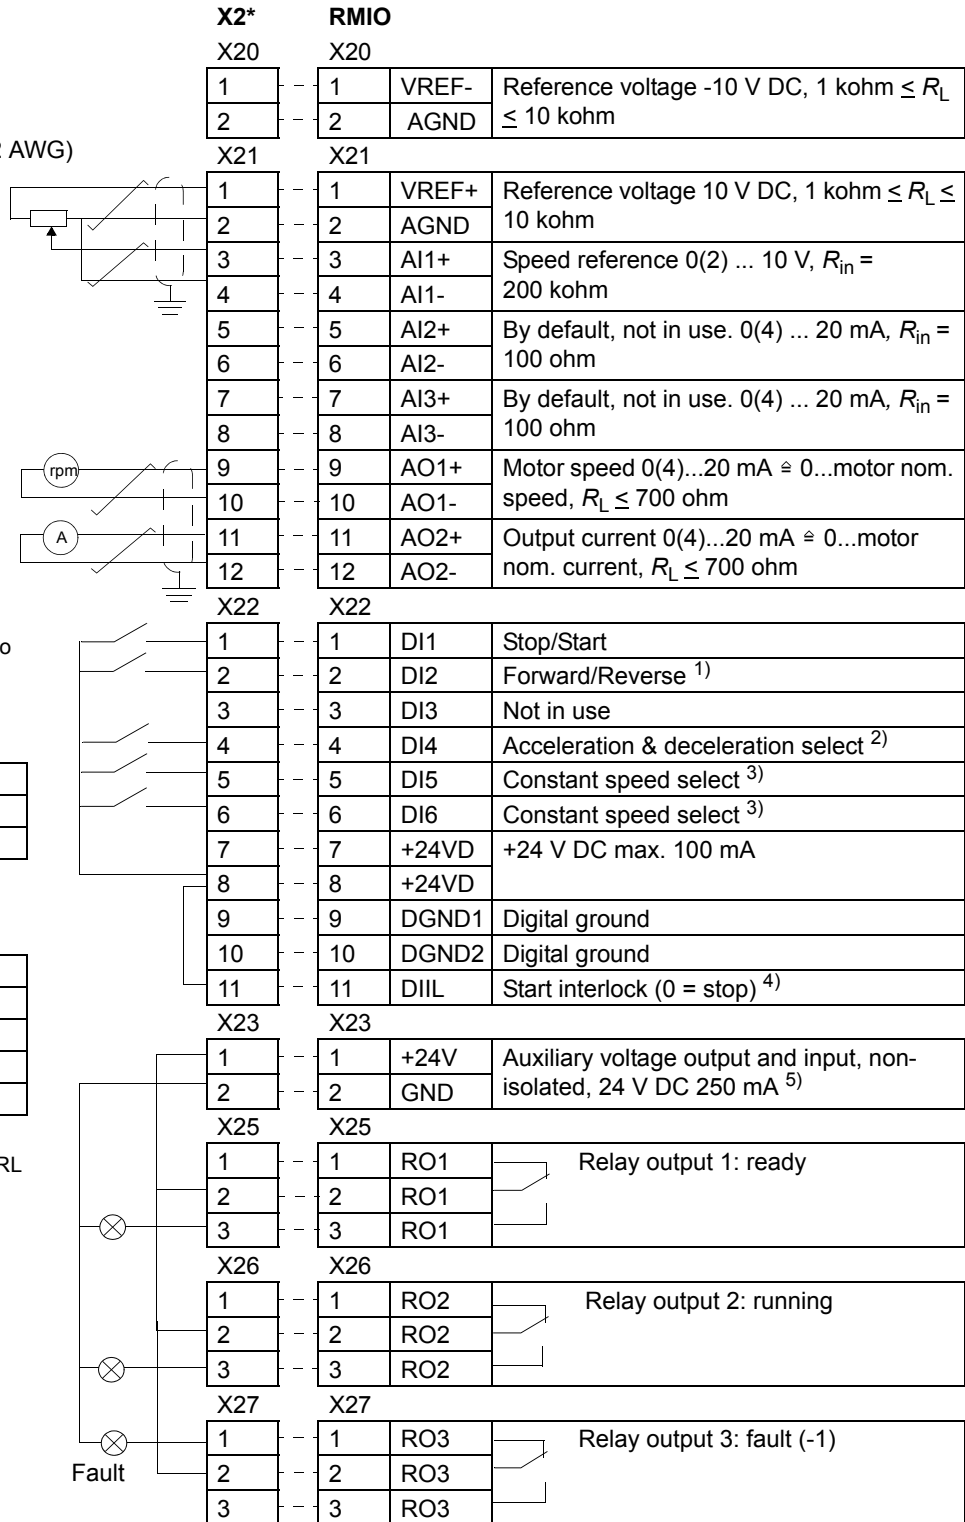 X2* RMIO
X20 X20
1 1 VREF- Reference voltage -10 V DC, 1 kohm ≤ RL
2 2 AGND ≤ 10 kohm
AWG)
X21 X21
1 1 VREF+ Reference voltage 10 V DC, 1 kohm ≤ RL ≤
2 2 AGND 10 kohm
3 3 AI1+ Speed reference 0(2) ... 10 V, Rin =
4 4 AI1- 200 kohm
5 5 AI2+ By default, not in use. 0(4) ... 20 mA, Rin =
6 6 AI2- 100 ohm
7 7 AI3+ By default, not in use. 0(4) ... 20 mA, Rin =
8 8 AI3- 100 ohm
rpm 9 9 AO1+ Motor speed 0(4)...20 mA ≙ 0...motor nom.
10 10 AO1- speed, RL ≤ 700 ohm
A 11 11 AO2+ Output current 0(4)...20 mA ≙ 0...motor
12 12 AO2- nom. current, RL ≤ 700 ohm
X22 X22
o 1 1 DI1 Stop/Start
2 2 DI2 Forward/Reverse 1)
3 3 DI3 Not in use
4 4 DI4 Acceleration & deceleration select 2)
5 5 DI5 Constant speed select 3)
6 6 DI6 Constant speed select 3)
7 7 +24VD +24 V DC max. 100 mA
8 8 +24VD
9 9 DGND1 Digital ground
10 10 DGND2 Digital ground
11 11 DIIL Start interlock (0 = stop) 4)
X23 X23
1 1 +24V Auxiliary voltage output and input, non-
2 2 GND isolated, 24 V DC 250 mA 5)
X25 X25
RL 1 1 RO1 Relay output 1: ready
2 2 RO1
3 3 RO1
X26 X26
1 1 RO2 Relay output 2: running
2 2 RO2
3 3 RO2
X27 X27
1 1 RO3 Relay output 3: fault (-1)
Fault 2 2 RO3
3 3 RO3